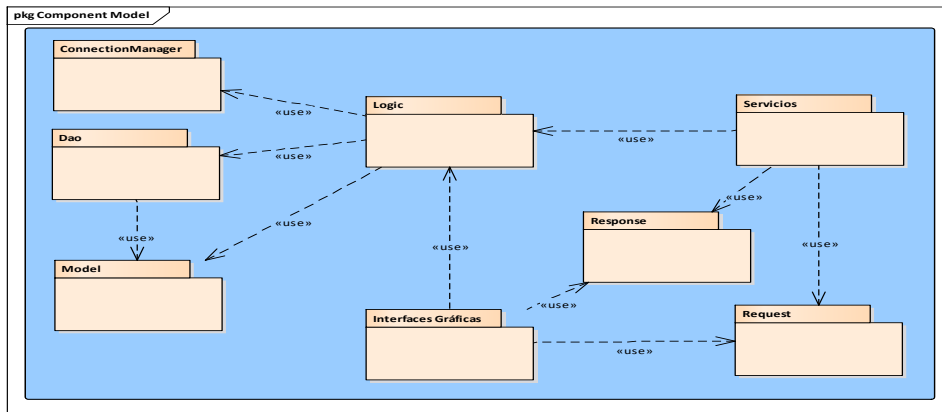 pkg Component Model
ConnectionManager
Logic
Servicios
«use»
Dao
«use»
«use»
«use»
Response
«use»
«use»
«use»
«use»
Model
Interfaces Gráficas
«use»
Request
«use»